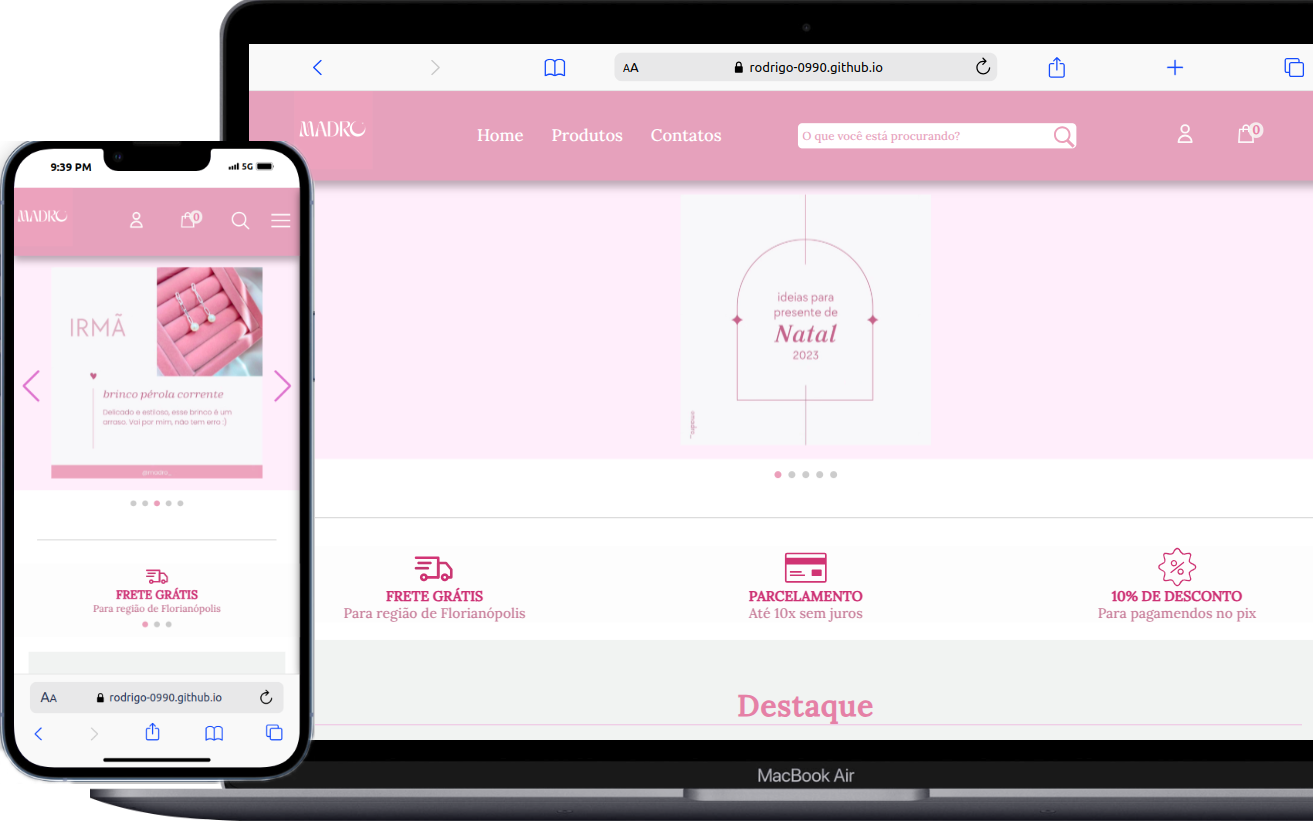 AA
rodrigo-0990.github.io
MADRO
Home
Produtos
Contatos
O que você está procurando?
0
ideias para
presente de
Natal
2023
FRETE GRÁTIS
Para região de Florianópolis
PARCELAMENTO
Até 10x sem juros
10% DE DESCONTO
Para pagamendos no pix
Destaque
MacBook Air
9:39 PM
5G
MADRO
0
IRMÃ
brinco pérola corrente
Delicado e estiloso, esse brinco é um
arraso. Vai por mim, não tem erro :)
FRETE GRÁTIS
Para região de Florianópolis
AA
rodrigo-0990.github.io